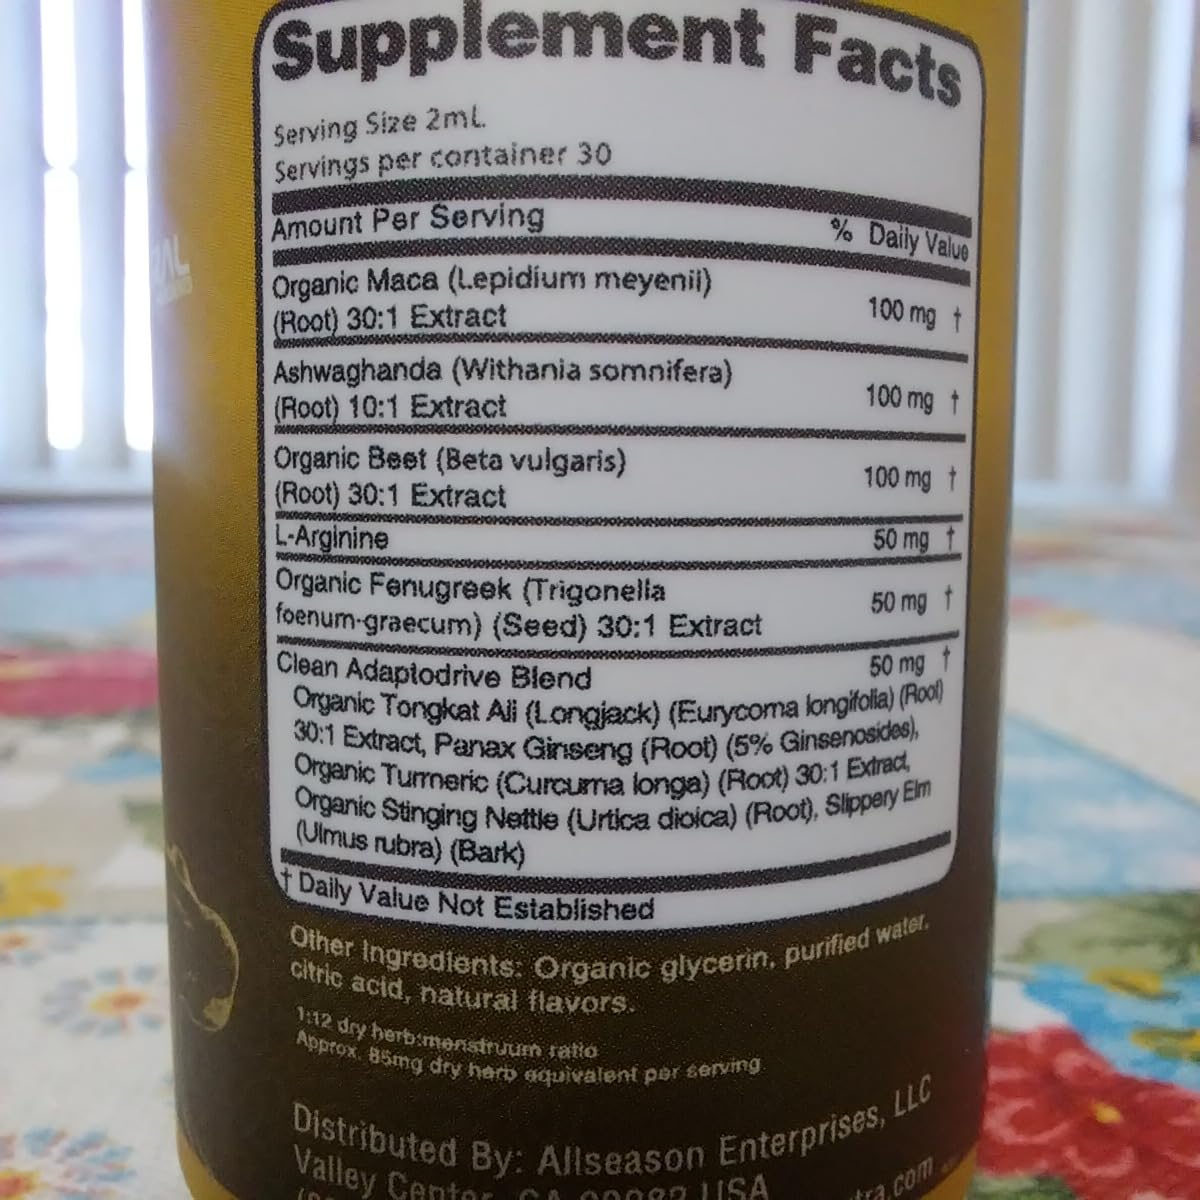 Supplement Facts
Serving Size 2mL
Servings per container 30
Amount Per Serving % Daily Value
Organic Maca (Lepidium meyenii)
(Root) 30:1 Extract 100 mg †
Ashwaghanda (Withania somnifera)
(Root) 10:1 Extract 100 mg †
Organic Beet (Beta vulgaris)
(Root) 30:1 Extract 100 mg †
L-Arginine 50 mg †
Organic Fenugreek (Trigonella
foenum-graecum) (Seed) 30:1 Extract 50 mg †
Clean Adaptodrive Blend 50 mg †
Organic Tongkat Ali (Longjack) (Eurycoma longifolia) (Root)
30:1 Extract, Panax Ginseng (Root) (5% Ginsenosides),
Organic Turmeric (Curcuma longa) (Root) 30:1 Extract,
Organic Stinging Nettle (Urtica dioica) (Root), Slippery Elm
(Ulmus rubra) (Bark)
† Daily Value Not Established
Other Ingredients: Organic glycerin, purified water,
citric acid, natural flavors.
1:12 dry herb:menstruum ratio
Approx. 85mg dry herb equivalent per serving
Distributed By: Allseason Enterprises, LLC
Valley Center, CA USA